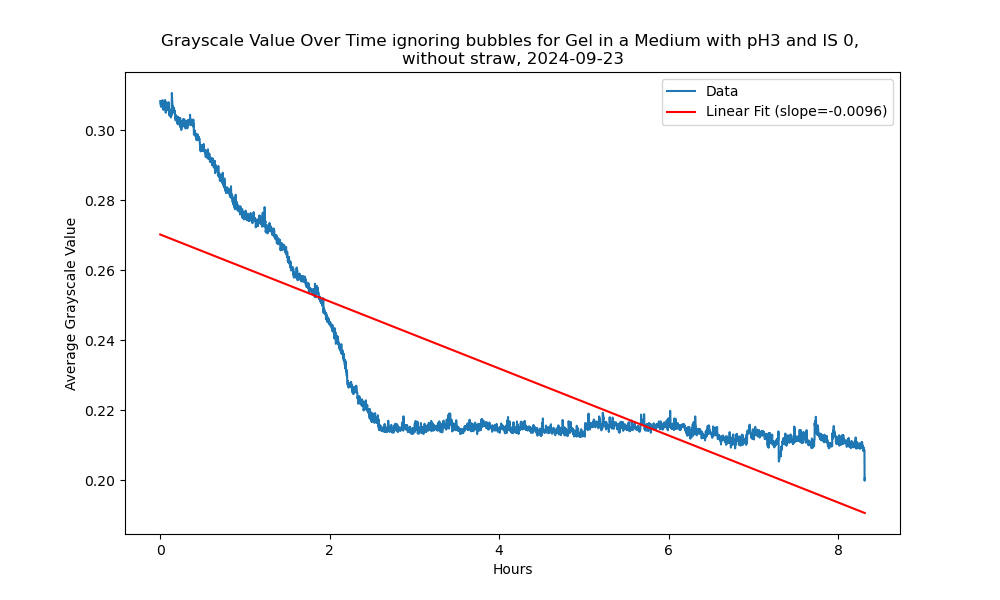 Grayscale Value Over Time ignoring bubbles for Gel in a Medium with pH3 and IS 0,
without straw, 2024-09-23
Data
Linear Fit (slope=-0.0096)
Average Grayscale Value
0.30
0.28
0.26
0.24
0.22
0.20
0 2 4 6 8
Hours